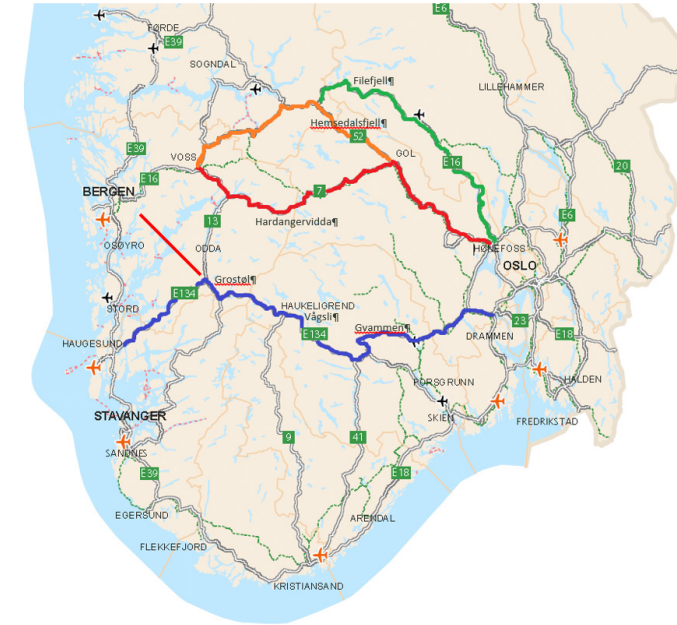 E6
FØRDE
E39
SOGNDAL
Filefjell¶
LILLEHAMMER
Hemsedalsfjell¶
52
E39
VOSS
GOL
E16
20
E16
BERGEN
7
13
Hardangervidda¶
E6
OSØYRO
ODDA
HØNEFOSS
OSLO
Grostøl¶
E134
STORD
HAUKELIGREND
Vågsli¶
E134
Gvammen¶
23
HAUGESUND
DRAMMEN
E18
PORSGRUNN
HALDEN
STAVANGER
SKIEN
FREDRIKSTAD
9
41
SANDNES
E39
E18
EGERSUND
ARENDAL
FLEKKEFJORD
KRISTIANSAND